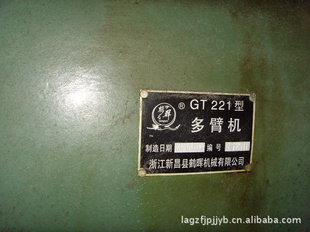 ® GT 221型
多臂机
制造日期 编号
浙江新昌县鹤晖机械有限公司
lagzfjpjjyb.cn.alibaba.com